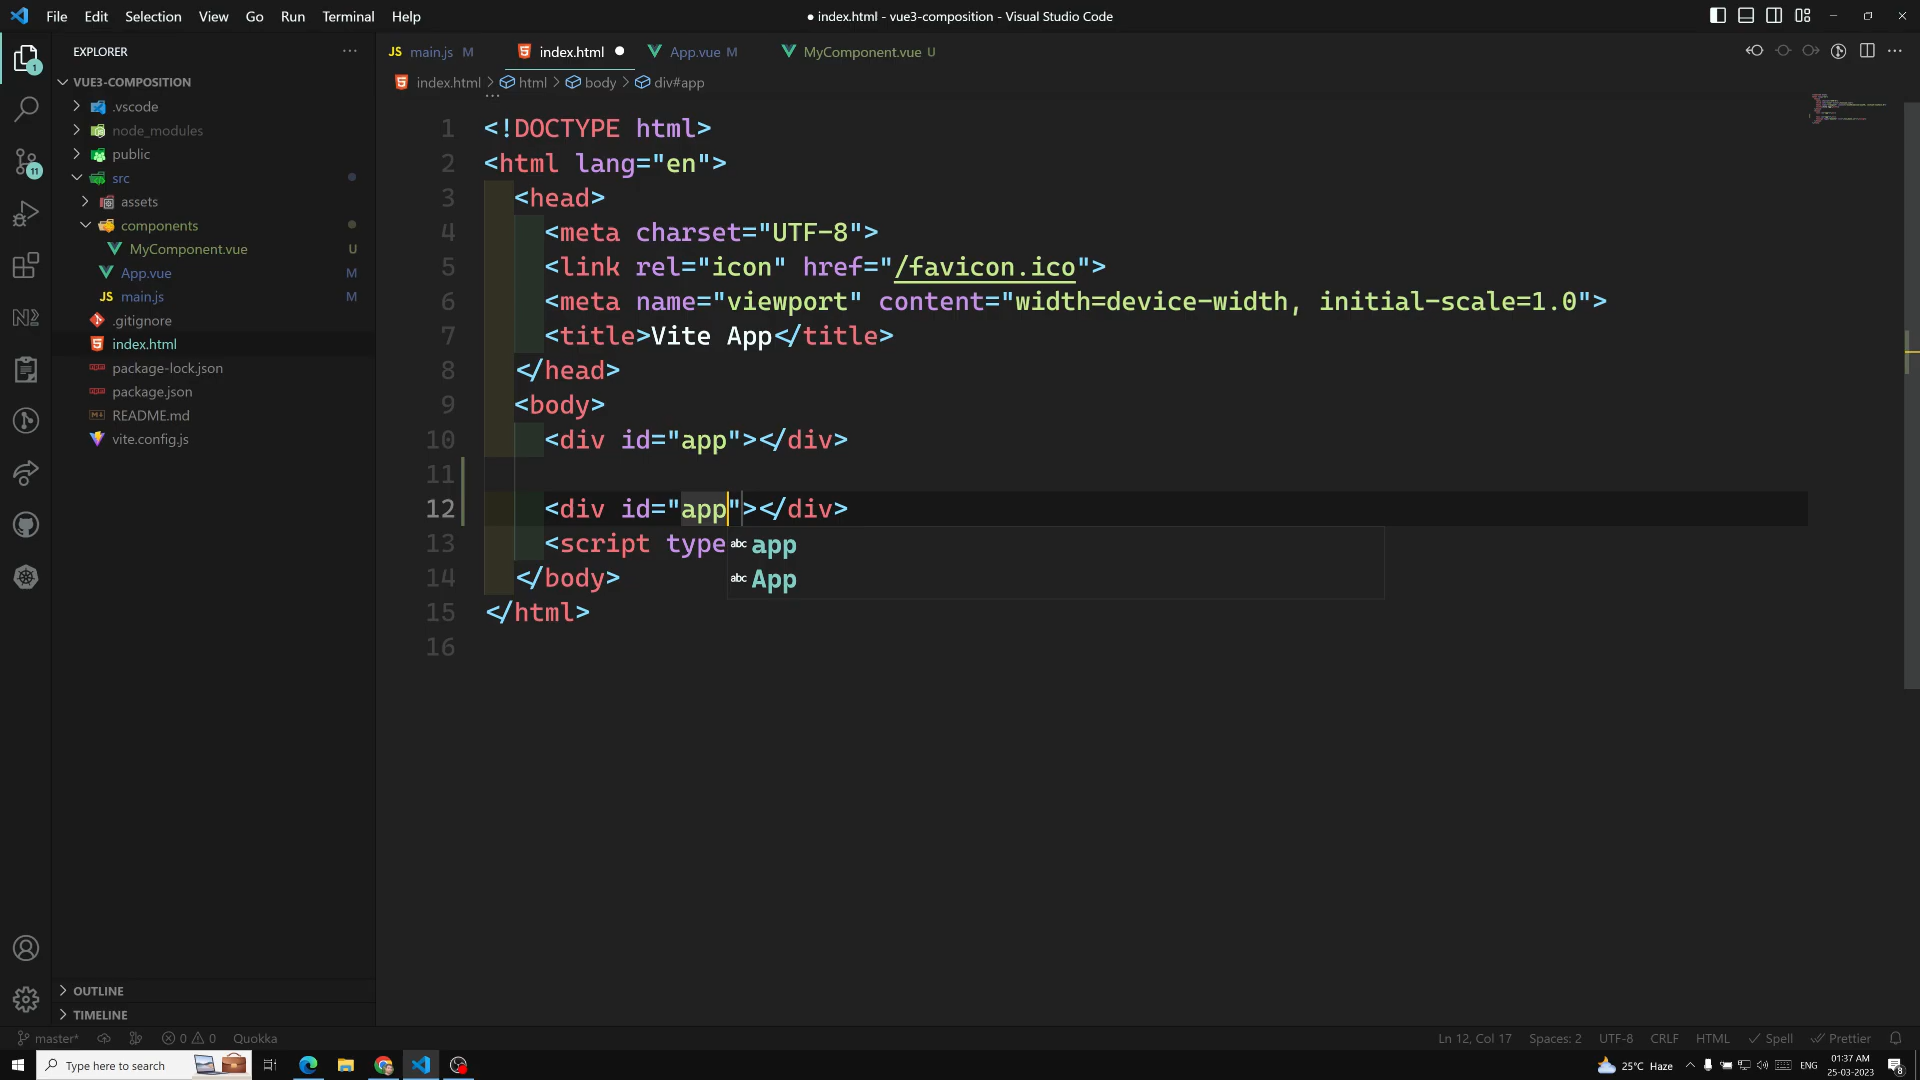 File Edit Selection View Go Run Terminal Help
● index.html - vue3-composition - Visual Studio Code
EXPLORER
JS main.js M
index.html
App.vue M
MyComponent.vue U
index.html > html > body > div#app
VUE3-COMPOSITION
.vscode
node_modules
public
src
assets
components
MyComponent.vue U
App.vue M
JS main.js M
.gitignore
index.html
package-lock.json
package.json
README.md
vite.config.js
OUTLINE
TIMELINE
1
11
1 <!DOCTYPE html>
2 <html lang="en">
3 <head>
4 <meta charset="UTF-8">
5 <link rel="icon" href="/favicon.ico">
6 <meta name="viewport" content="width=device-width, initial-scale=1.0">
7 <title>Vite App</title>
8 </head>
9 <body>
10 <div id="app"></div>
11
12 <div id="app"></div>
13 <script type
abc app
abc App
14 </body>
15 </html>
16
master* 0 0 Quokka
Ln 12, Col 17 Spaces: 2 UTF-8 CRLF HTML Spell Prettier
Type here to search
25°C Haze
ENG
01:37 AM
25-03-2023
8